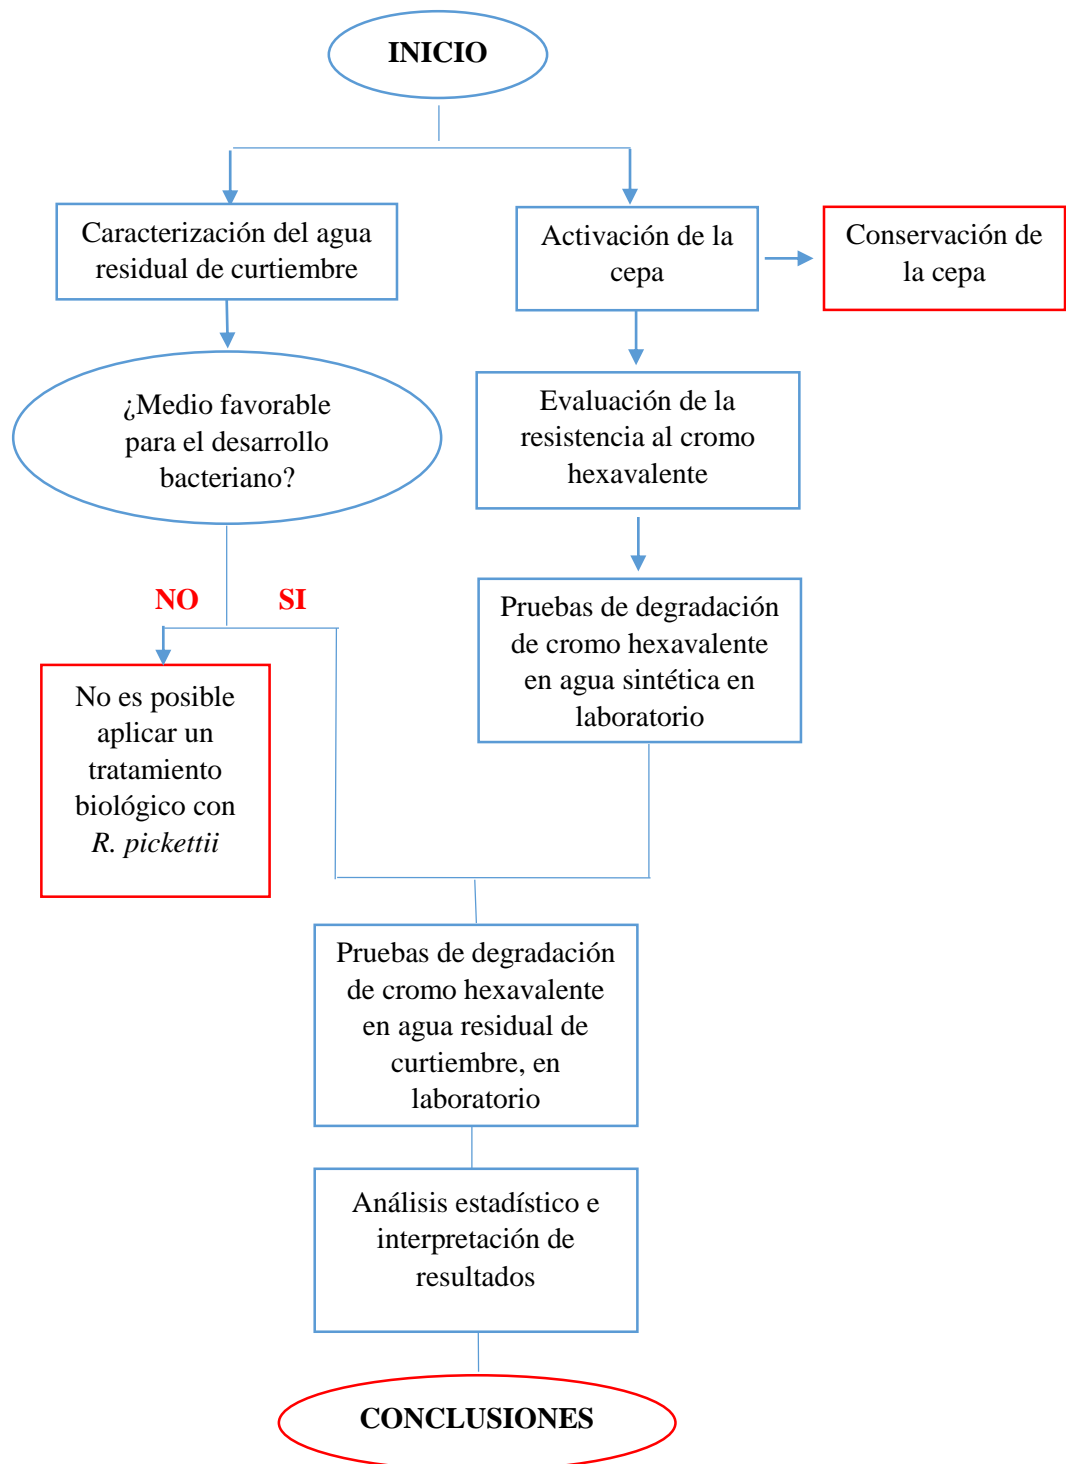 INICIO
Caracterización del agua
residual de curtiembre
Activación de la
cepa
Conservación de
la cepa
¿Medio favorable
para el desarrollo
bacteriano?
Evaluación de la
resistencia al cromo
hexavalente
NO
SI
Pruebas de degradación
de cromo hexavalente
en agua sintética en
laboratorio
No es posible
aplicar un
tratamiento
biológico con
R. pickettii
Pruebas de degradación
de cromo hexavalente
en agua residual de
curtiembre, en
laboratorio
Análisis estadístico e
interpretación de
resultados
CONCLUSIONES